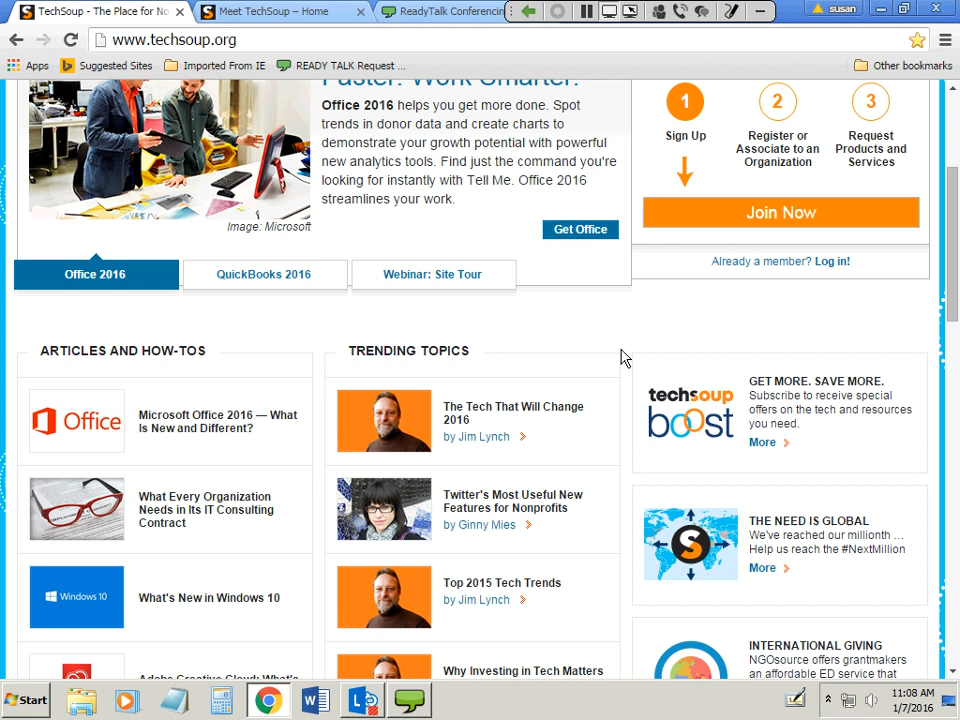 TechSoup - The Place for No
Meet TechSoup – Home
ReadyTalk Conferencin
susan
www.techsoup.org
Apps
Suggested Sites
Imported From IE
READY TALK Request ...
Other bookmarks
Faster. Work Smarter.
Office 2016 helps you get more done. Spot
trends in donor data and create charts to
demonstrate your growth potential with powerful
new analytics tools. Find just the command you're
looking for instantly with Tell Me. Office 2016
streamlines your work.
Image: Microsoft
Get Office
Office 2016
QuickBooks 2016
Webinar: Site Tour
1
2
3
Sign Up
Register or
Associate to an
Organization
Request
Products and
Services
Join Now
Already a member? Log in!
ARTICLES AND HOW-TOS
Office
Microsoft Office 2016 — What
Is New and Different?
What Every Organization
Needs in Its IT Consulting
Contract
Windows 10
What's New in Windows 10
Adobe Creative Cloud: What's
TRENDING TOPICS
The Tech That Will Change
2016
by Jim Lynch
Twitter's Most Useful New
Features for Nonprofits
by Ginny Mies
Top 2015 Tech Trends
by Jim Lynch
Why Investing in Tech Matters
techsoup
boost
GET MORE. SAVE MORE.
Subscribe to receive special
offers on the tech and resources
you need.
More
THE NEED IS GLOBAL
We've reached our millionth ...
Help us reach the #NextMillion
More
INTERNATIONAL GIVING
NGOsource offers grantmakers
an affordable ED service that
Start
11:08 AM
1/7/2016